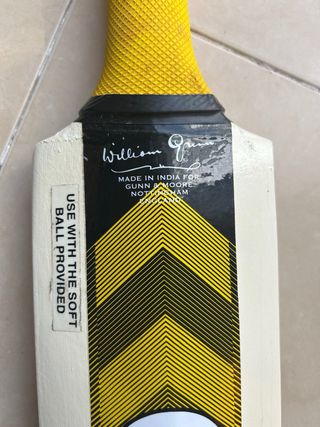 William Gunn
MADE IN INDIA FOR
GUNN & MOORE
NOTTINGHAM
ENGLAND
USE WITH THE SOFT
BALL PROVIDED